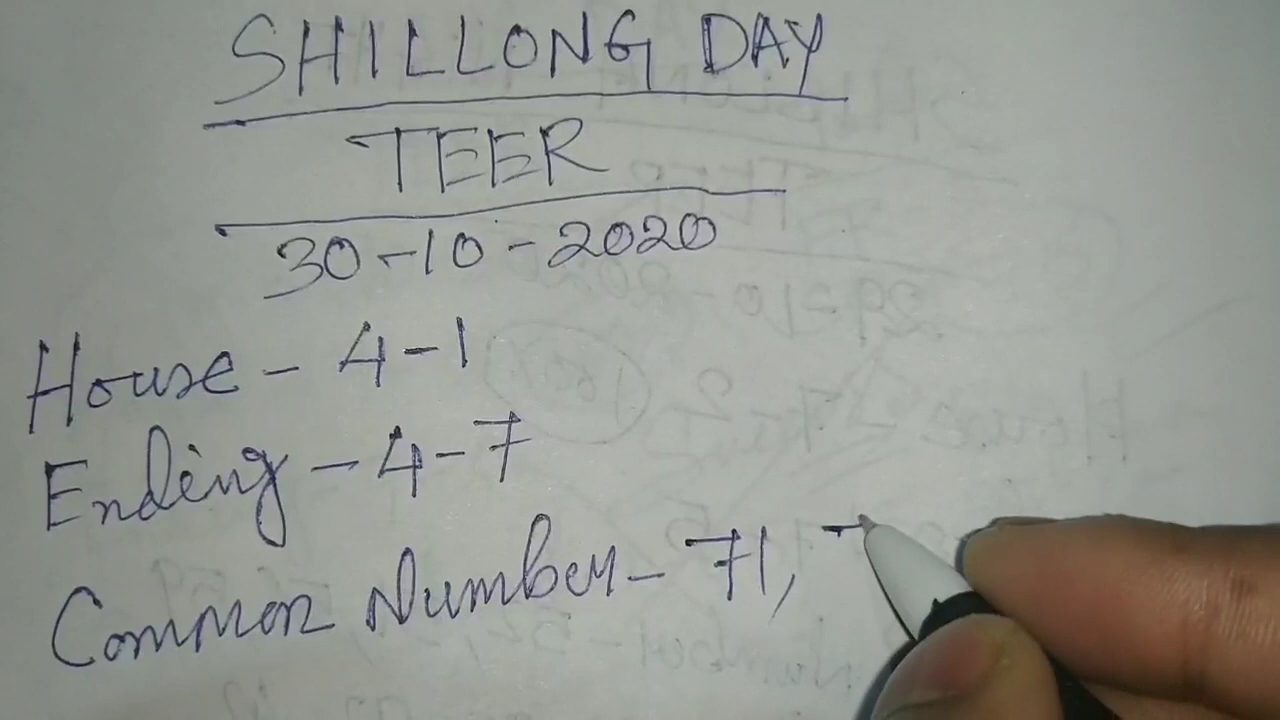 SHILLONG DAY
TEER
30-10-2020
House - 4-1
Ending - 4-7
Common Number - 71,